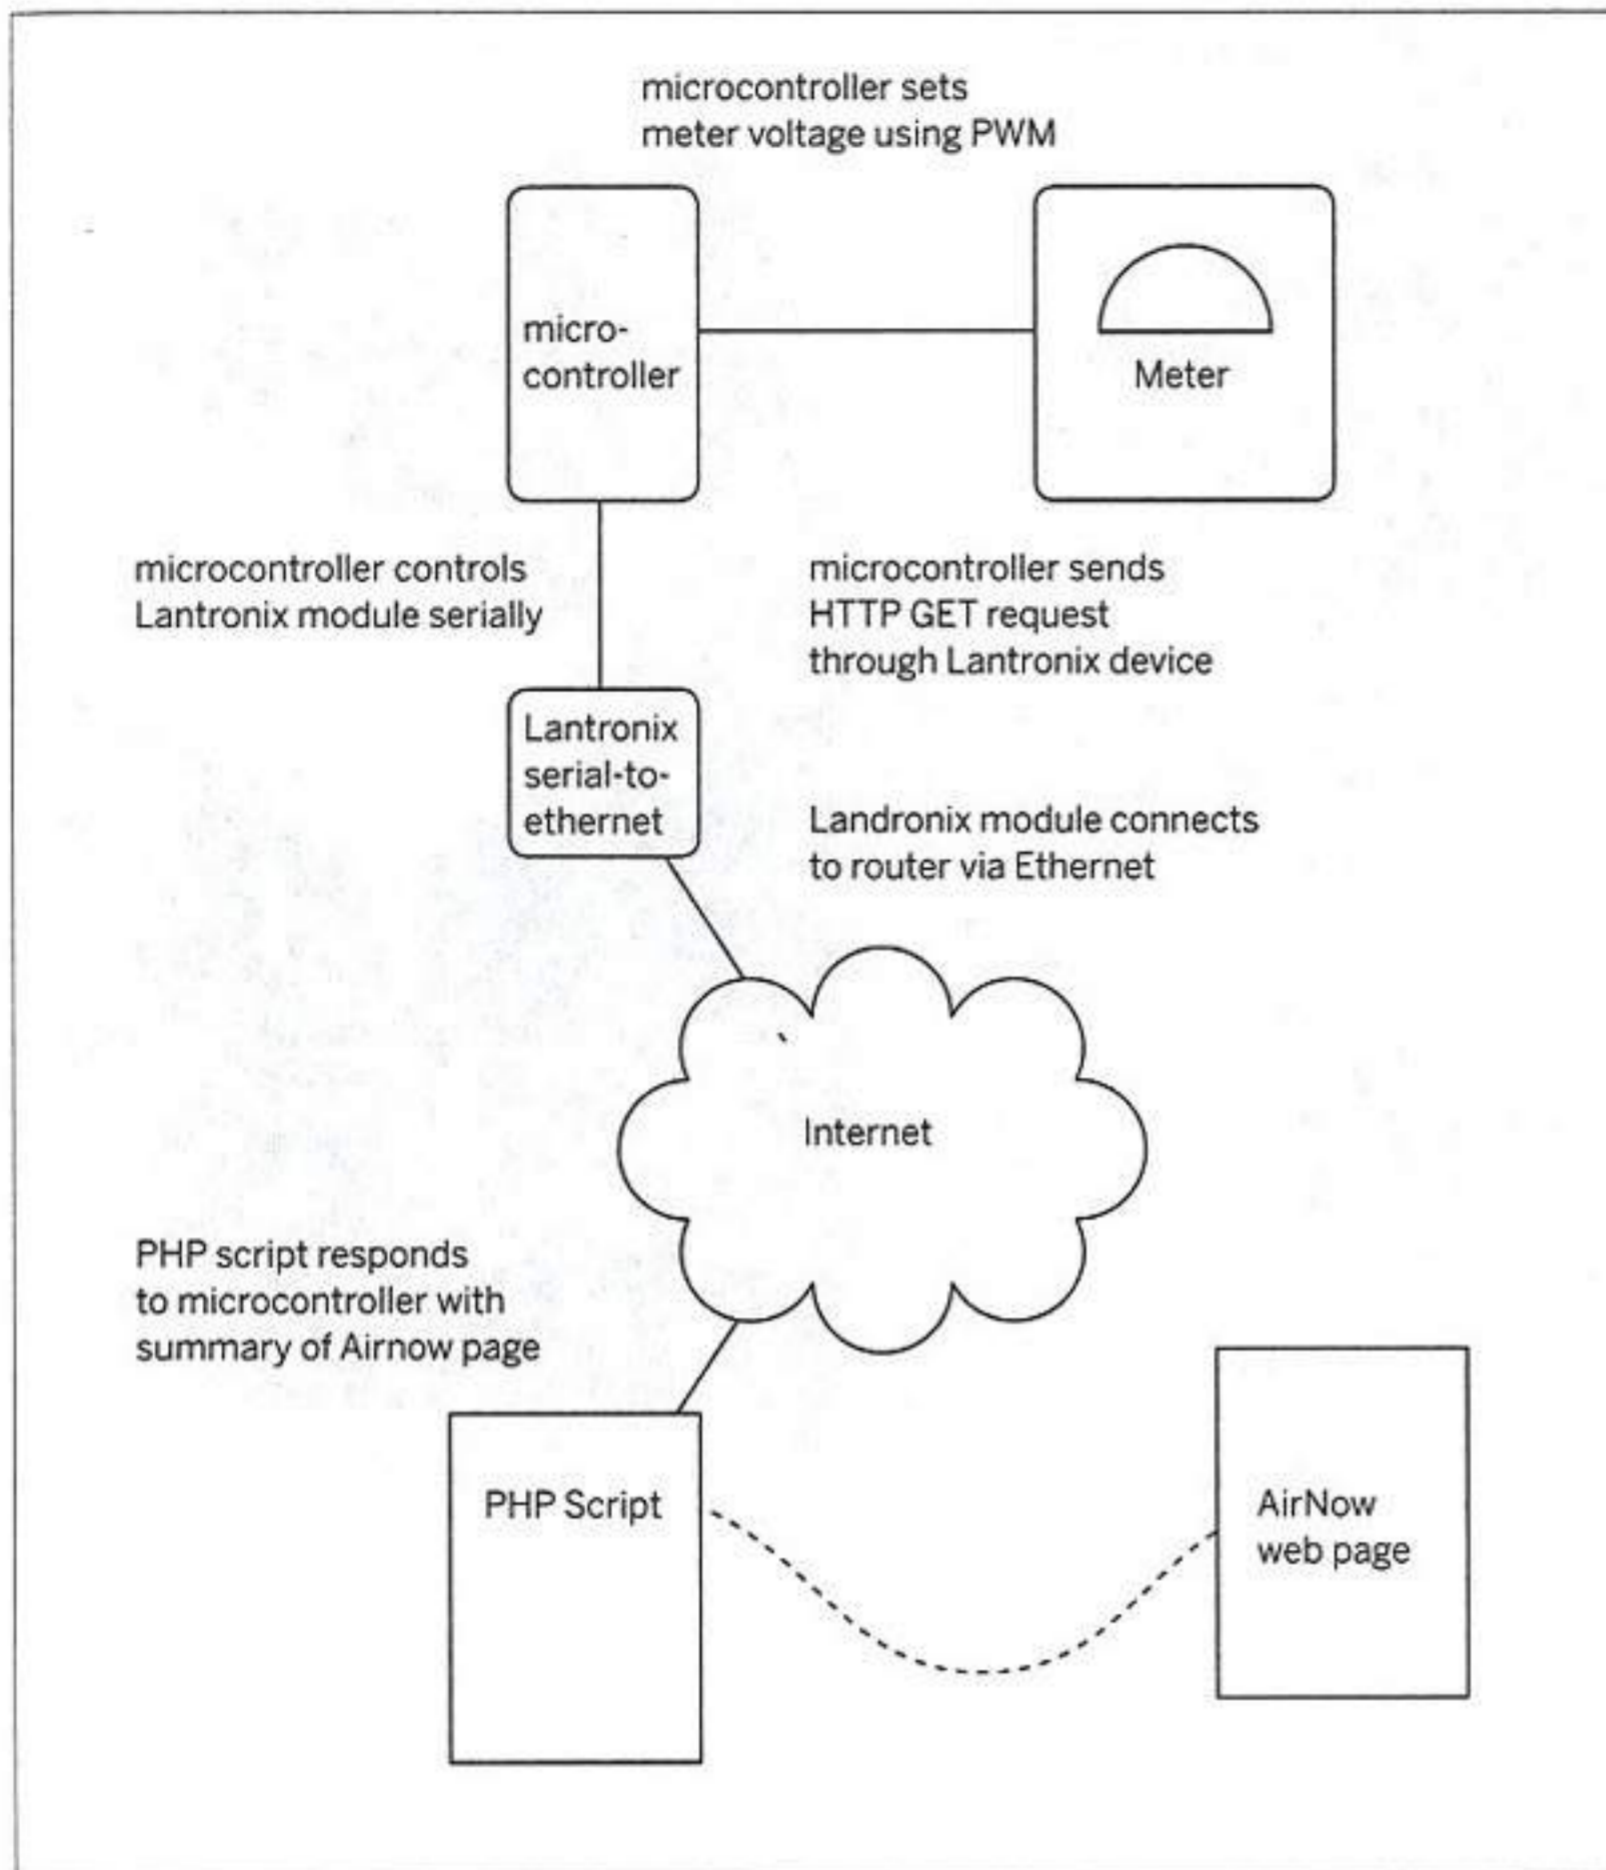 microcontroller sets
meter voltage using PWM
micro-
controller
Meter
microcontroller controls
Lantronix module serially
microcontroller sends
HTTP GET request
through Lantronix device
Lantronix
serial-to-
ethernet
Landronix module connects
to router via Ethernet
Internet
PHP script responds
to microcontroller with
summary of Airnow page
PHP Script
AirNow
web page